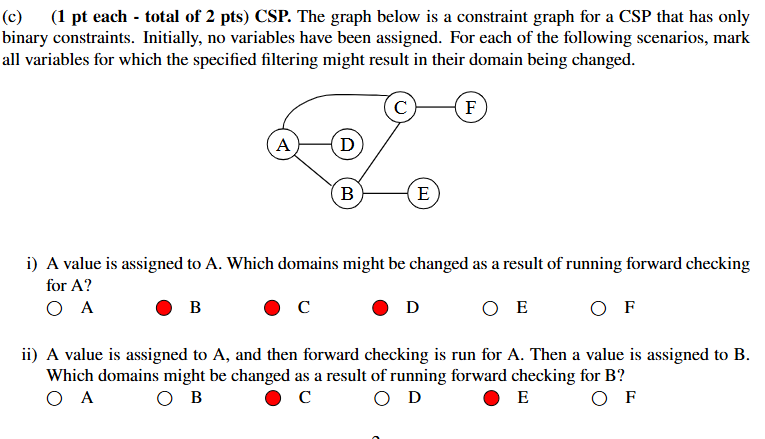 (c) (1 pt each - total of 2 pts) CSP. The graph below is a constraint graph for a CSP that has only
binary constraints. Initially, no variables have been assigned. For each of the following scenarios, mark
all variables for which the specified filtering might result in their domain being changed.
C F
A D
B E
i) A value is assigned to A. Which domains might be changed as a result of running forward checking
for A?
A B C D E F
ii) A value is assigned to A, and then forward checking is run for A. Then a value is assigned to B.
Which domains might be changed as a result of running forward checking for B?
A B C D E F